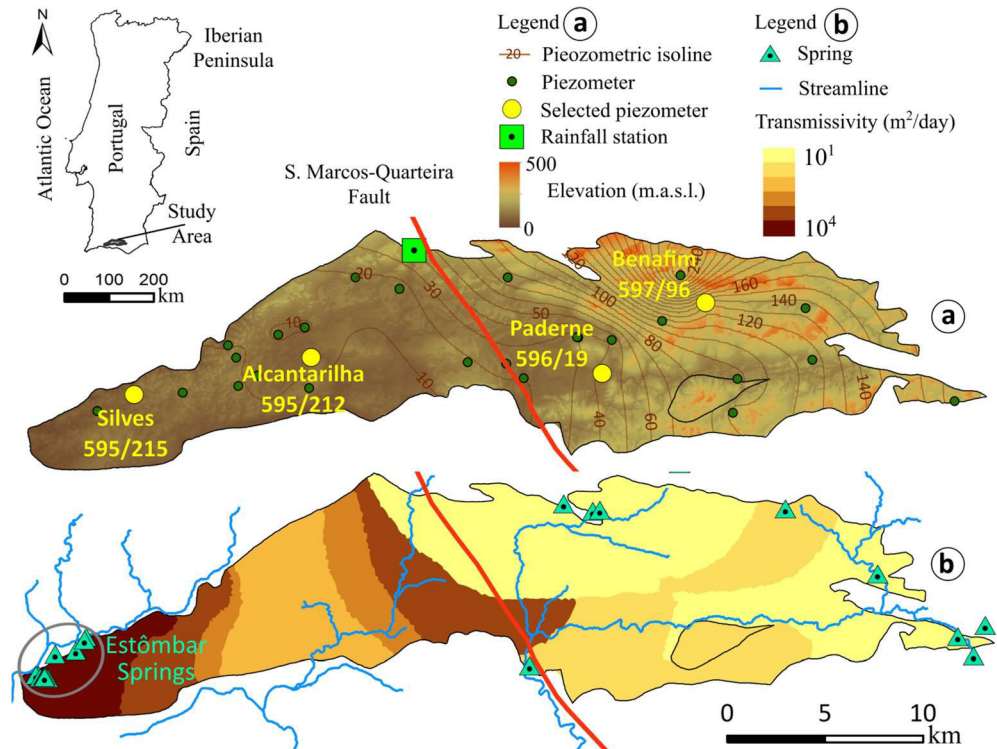 N
Iberian
Peninsula
Atlantic Ocean
Portugal
Spain
Study
Area
0 100 200
km
Legend a
20 Pieozometric isoline
Piezometer
Selected piezometer
Rainfall station
500
Elevation (m.a.s.l.)
0
Legend b
Spring
Streamline
Transmissivity (m²/day)
10¹
10⁴
S. Marcos-Quarteira
Fault
20
30
10
10
50
100
120
240
160
140
120
80
40
60
140
Benafim
597/96
Paderne
596/19
Alcantarilha
595/212
Silves
595/215
a
b
Estômbar
Springs
0 5 10
km